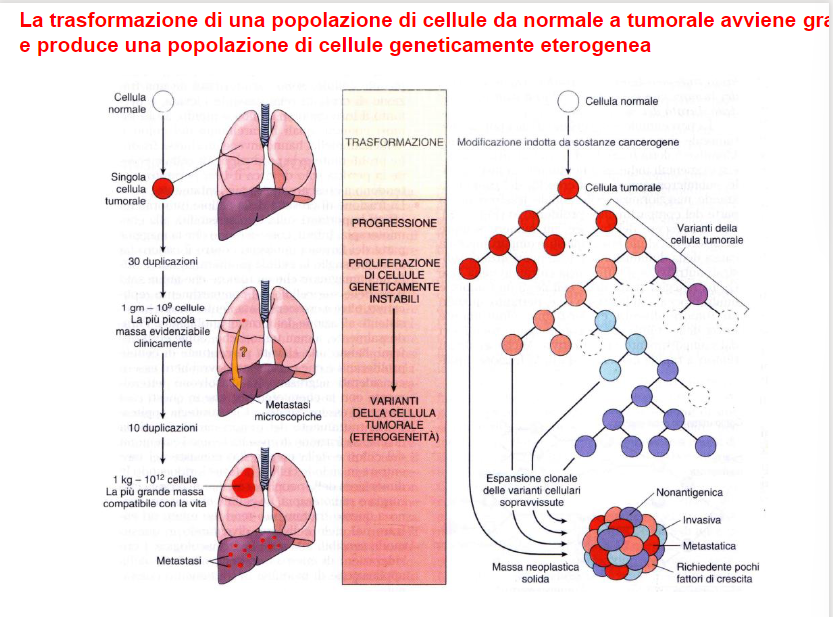 La trasformazione di una popolazione di cellule da normale a tumorale avviene gra
e produce una popolazione di cellule geneticamente eterogenea
Cellula
normale
Singola
cellula
tumorale
30 duplicazioni
1 gm – 10⁹ cellule
La più piccola
massa evidenziabile
clinicamente
?
Metastasi
microscopiche
10 duplicazioni
1 kg – 10¹² cellule
La più grande massa
compatibile con la vita
Metastasi
TRASFORMAZIONE
PROGRESSIONE
PROLIFERAZIONE
DI CELLULE
GENETICAMENTE
INSTABILI
VARIANTI
DELLA CELLULA
TUMORALE
(ETEROGENEITÀ)
Cellula normale
Modificazione indotta da sostanze cancerogene
Cellula tumorale
Varianti della
cellula tumorale
Espansione clonale
delle varianti cellulari
sopravvissute
Massa neoplastica
solida
Nonantigenica
Invasiva
Metastatica
Richiedente pochi
fattori di crescita